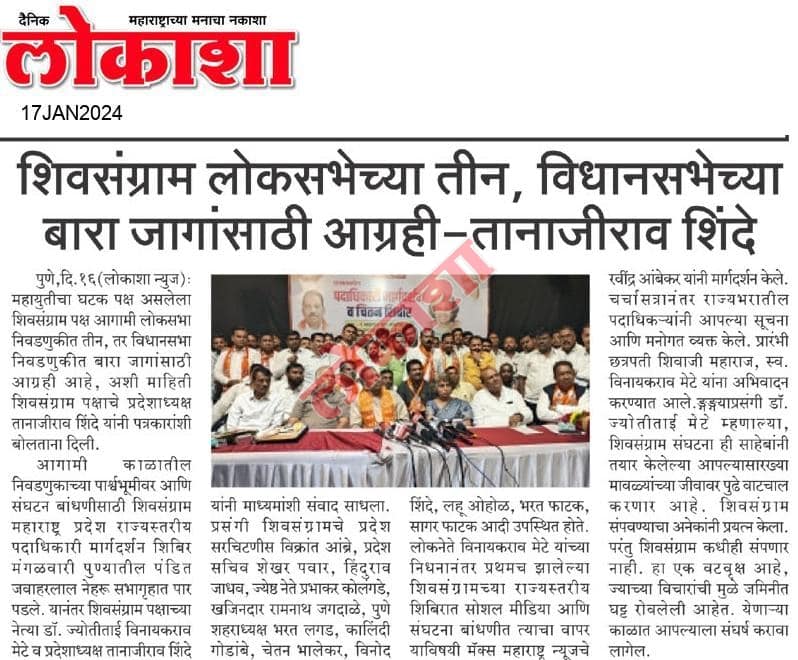 दैनिक
महाराष्ट्राच्या मनाचा नकाशा
लोकाशा
17JAN2024
शिवसंग्राम लोकसभेच्या तीन, विधानसभेच्या
बारा जागांसाठी आग्रही–तानाजीराव शिंदे
पुणे,दि.१६(लोकाशा न्युज):
महायुतीचा घटक पक्ष असलेला
शिवसंग्राम पक्ष आगामी लोकसभा
निवडणुकीत तीन, तर विधानसभा
निवडणुकीत बारा जागांसाठी
आग्रही आहे, अशी माहिती
शिवसंग्राम पक्षाचे प्रदेशाध्यक्ष
तानाजीराव शिंदे यांनी पत्रकारांशी
बोलताना दिली.
आगामी काळातील
निवडणुकाच्या पार्श्वभूमीवर आणि
संघटन बांधणीसाठी शिवसंग्राम
महाराष्ट्र प्रदेश राज्यस्तरीय
पदाधिकारी मार्गदर्शन शिबिर
मंगळवारी पुण्यातील पंडित
जवाहरलाल नेहरू सभागृहात पार
पडले. यानंतर शिवसंग्राम पक्षाच्या
नेत्या डॉ. ज्योतीताई विनायकराव
मेटे व प्रदेशाध्यक्ष तानाजीराव शिंदे
पदाधिकारी मार्गदर्शन
व चिंतन शिबीर
लोकाशा
यांनी माध्यमांशी संवाद साधला.
प्रसंगी शिवसंग्रामचे प्रदेश
सरचिटणीस विक्रांत आंब्रे, प्रदेश
सचिव शेखर पवार, हिंदुराव
जाधव, ज्येष्ठ नेते प्रभाकर कोलंगडे,
खजिनदार रामनाथ जगदाळे, पुणे
शहराध्यक्ष भरत लगड, कालिंदी
गोडांबे, चेतन भालेकर, विनोद
शिंदे, लहू ओहोळ, भरत फाटक,
सागर फाटक आदी उपस्थित होते.
लोकनेते विनायकराव मेटे यांच्या
निधनानंतर प्रथमच झालेल्या
शिवसंग्रामच्या राज्यस्तरीय
शिबिरात सोशल मीडिया आणि
संघटना बांधणीत त्याचा वापर
याविषयी मॅक्स महाराष्ट्र न्यूजचे
रवींद्र आंबेकर यांनी मार्गदर्शन केले.
चर्चासत्रानंतर राज्यभरातील
पदाधिकऱ्यांनी आपल्या सूचना
आणि मनोगत व्यक्त केले. प्रारंभी
छत्रपती शिवाजी महाराज, स्व.
विनायकराव मेटे यांना अभिवादन
करण्यात आले.ङ्गङ्गयाप्रसंगी डॉ.
ज्योतीताई मेटे म्हणाल्या,
शिवसंग्राम संघटना ही साहेबांनी
तयार केलेल्या आपल्यासारख्या
मावळ्यांच्या जीवावर पुढे वाटचाल
करणार आहे. शिवसंग्राम
संपवण्याचा अनेकांनी प्रयत्न केला.
परंतु शिवसंग्राम कधीही संपणार
नाही. हा एक वटवृक्ष आहे,
ज्याच्या विचारांची मुळे जमिनीत
घट्ट रोवलेली आहेत. येणाऱ्या
काळात आपल्याला संघर्ष करावा
लागेल.